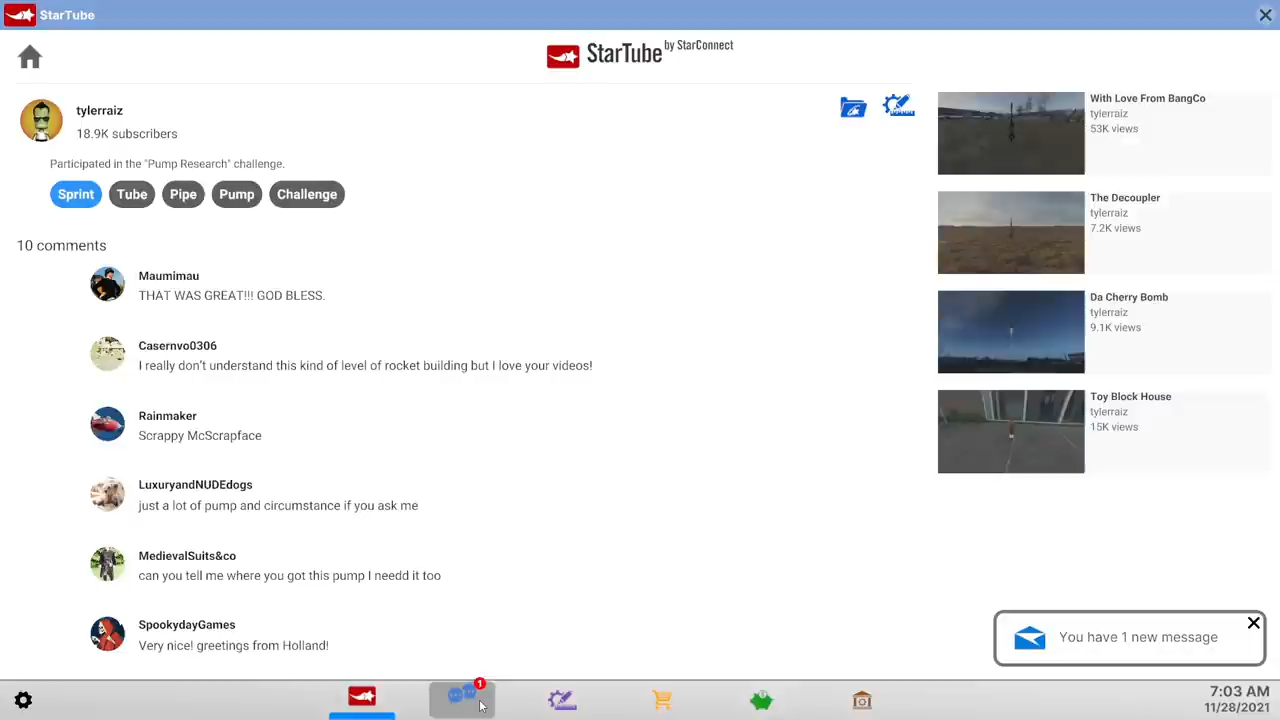 StarTube
StarTube by StarConnect
tylerraiz
18.9K subscribers
Participated in the "Pump Research" challenge.
Sprint Tube Pipe Pump Challenge
10 comments
Maumimau
THAT WAS GREAT!!! GOD BLESS.
Casernvo0306
I really don't understand this kind of level of rocket building but I love your videos!
Rainmaker
Scrappy McScrapface
LuxuryandNUDEdogs
just a lot of pump and circumstance if you ask me
MedievalSuits&co
can you tell me where you got this pump I needd it too
SpookydayGames
Very nice! greetings from Holland!
With Love From BangCo
tylerraiz
53K views
The Decoupler
tylerraiz
7.2K views
Da Cherry Bomb
tylerraiz
9.1K views
Toy Block House
tylerraiz
15K views
You have 1 new message
1
7:03 AM
11/28/2021